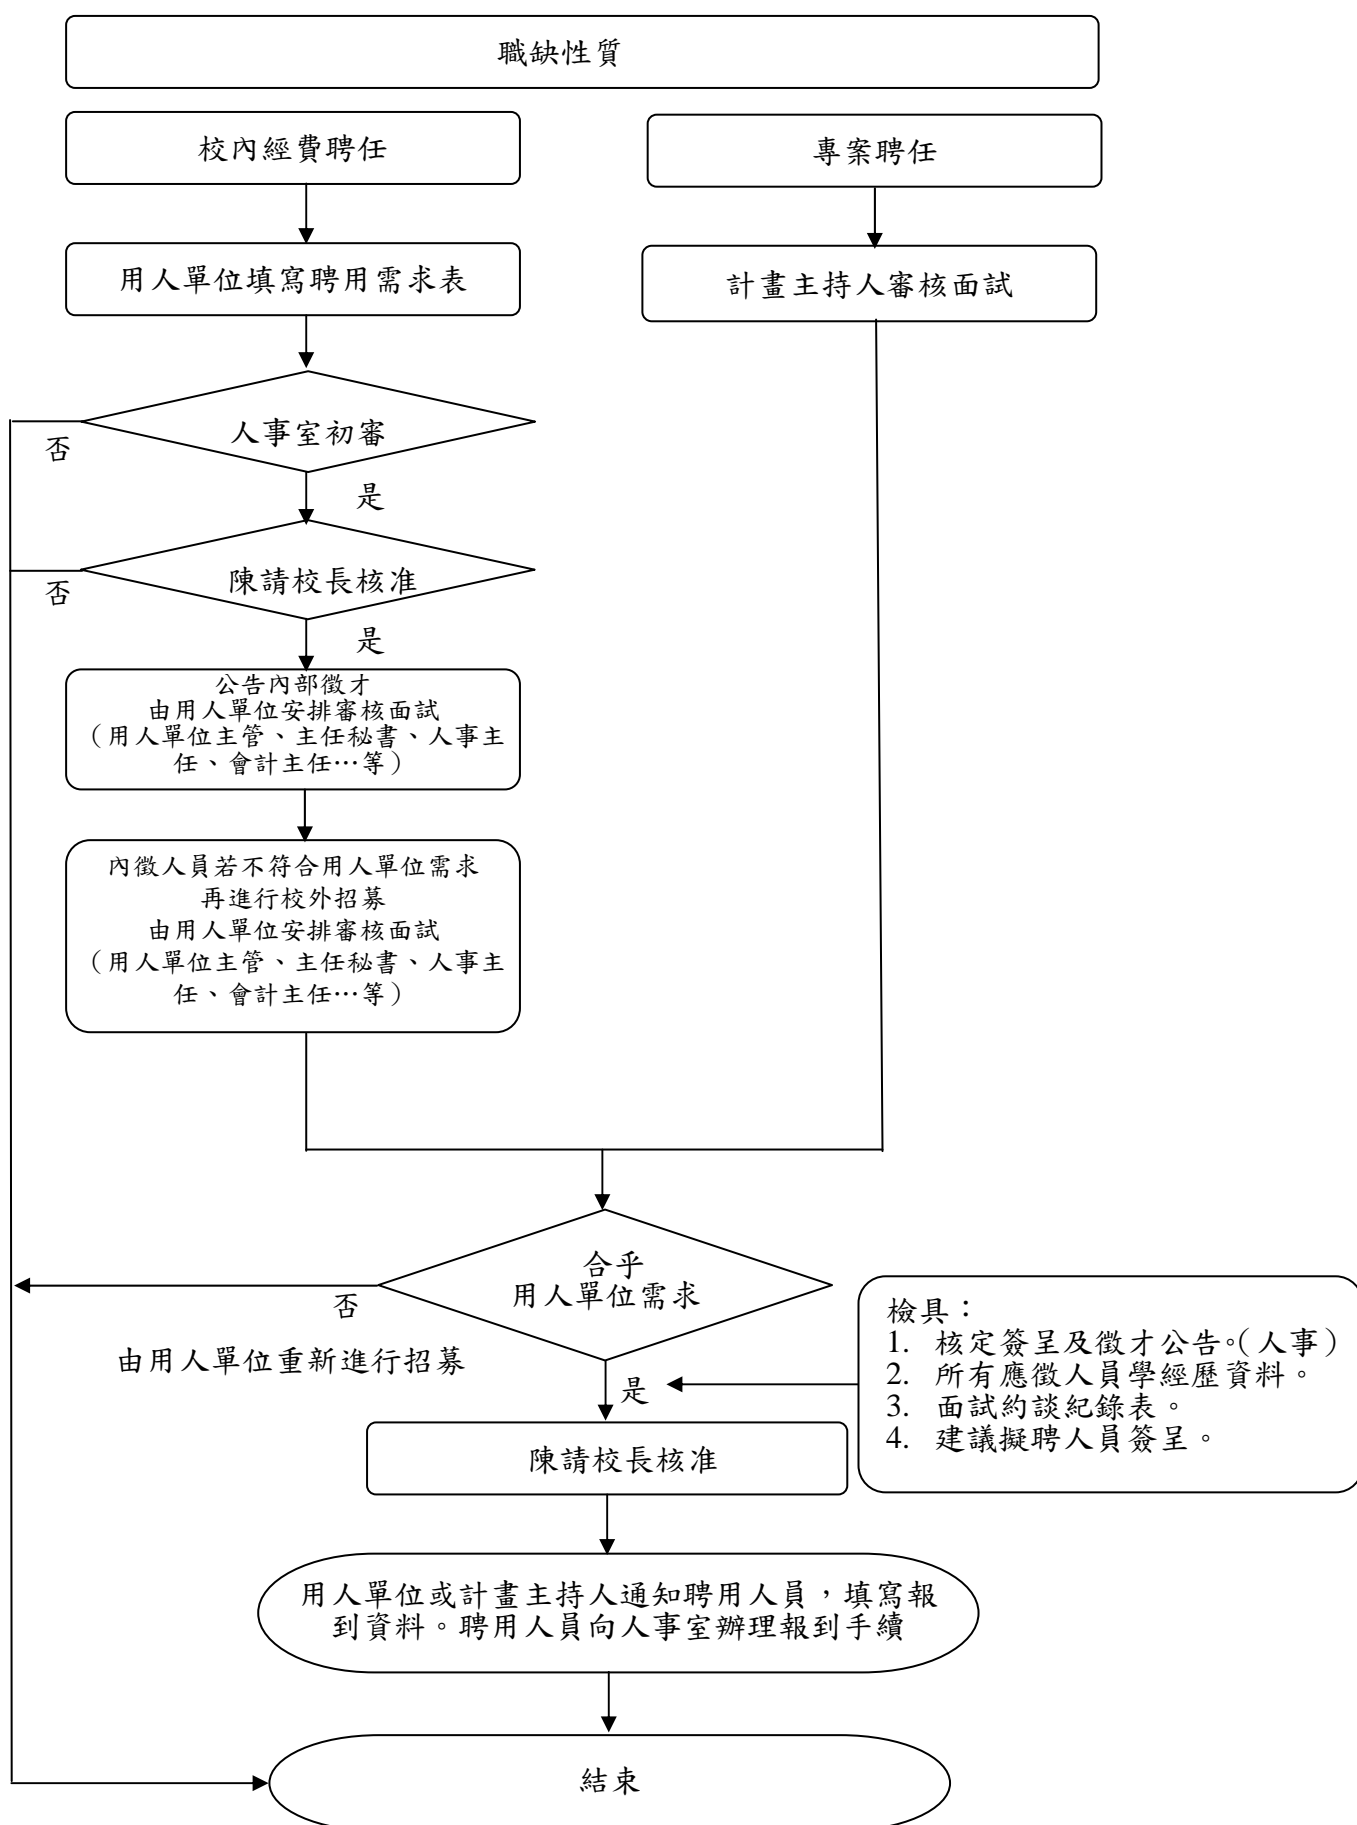 職缺性質
校內經費聘任
專案聘任
用人單位填寫聘用需求表
計畫主持人審核面試
人事室初審
否
是
陳請校長核准
否
是
公告內部徵才
由用人單位安排審核面試
（用人單位主管、主任秘書、人事主
任、會計主任…等）
內徵人員若不符合用人單位需求
再進行校外招募
由用人單位安排審核面試
（用人單位主管、主任秘書、人事主
任、會計主任…等）
合乎
用人單位需求
否
由用人單位重新進行招募
是
檢具：
1. 核定簽呈及徵才公告。（人事）
2. 所有應徵人員學經歷資料。
3. 面試約談紀錄表。
4. 建議擬聘人員簽呈。
陳請校長核准
用人單位或計畫主持人通知聘用人員，填寫報
到資料。聘用人員向人事室辦理報到手續
結束